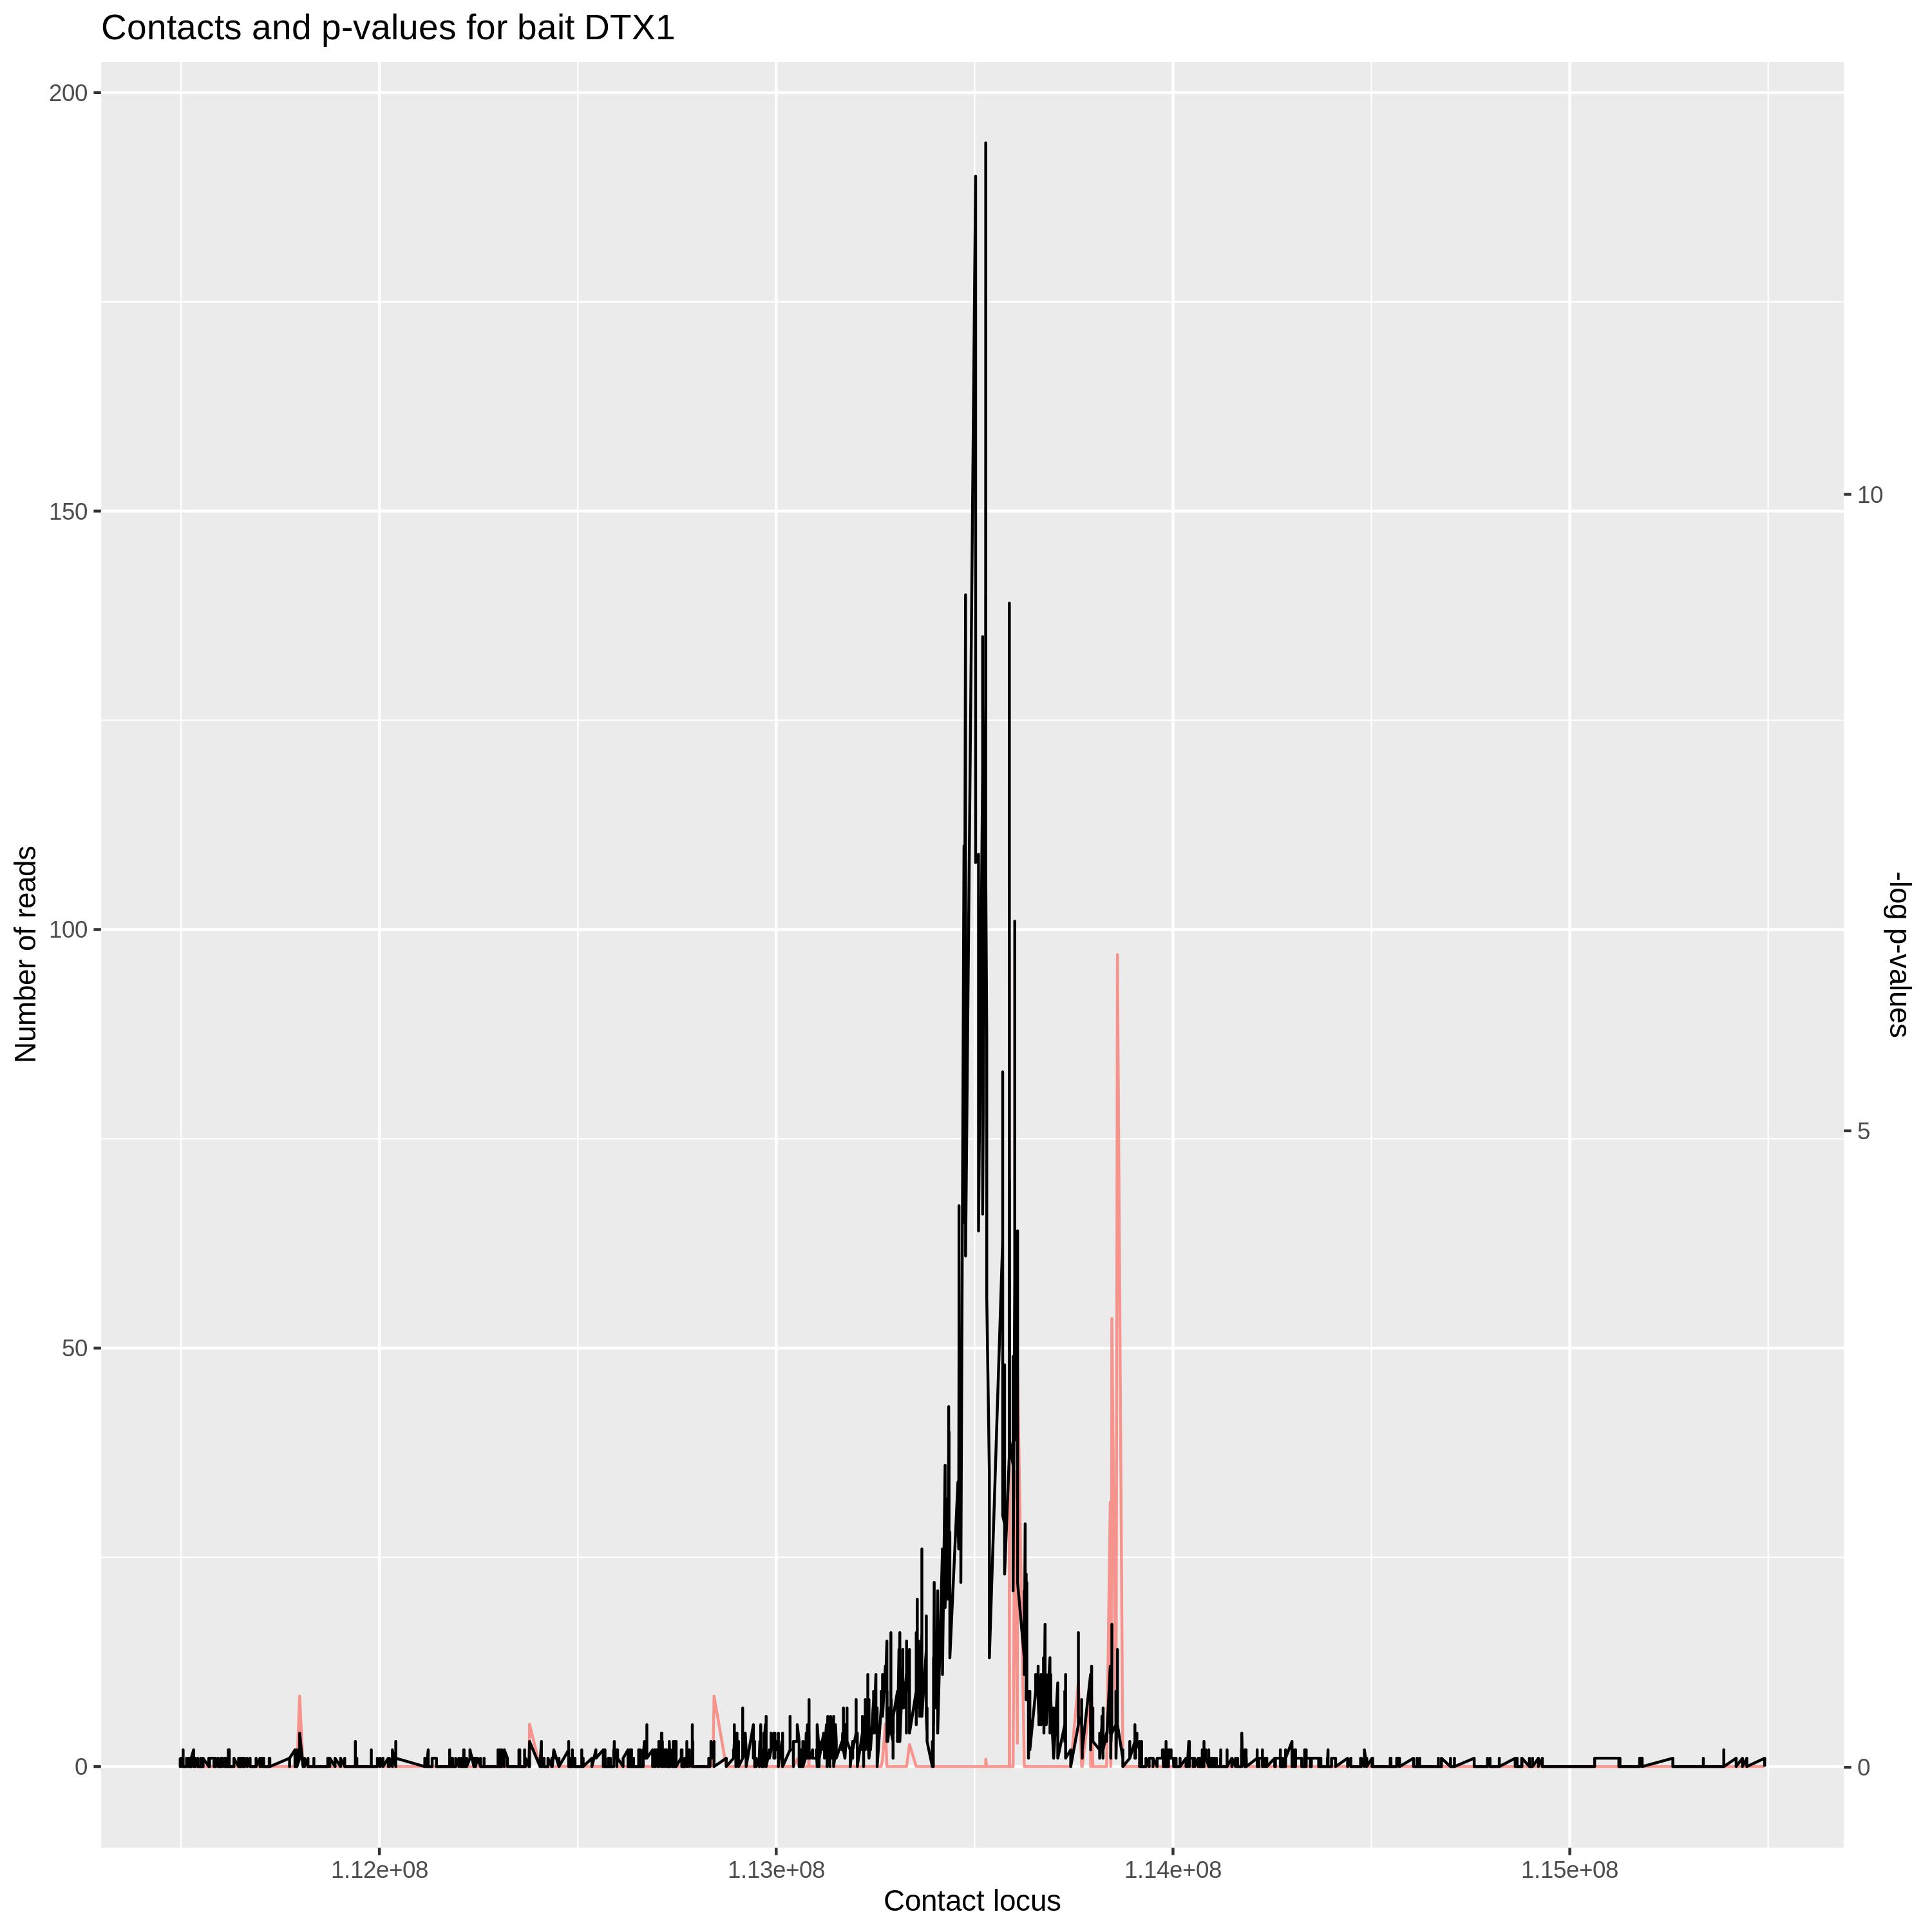 Contacts and p-values for bait DTX1
200
150
100
50
0
Number of reads
10
5
0
-log p-values
1.12e+08
1.13e+08
1.14e+08
1.15e+08
Contact locus